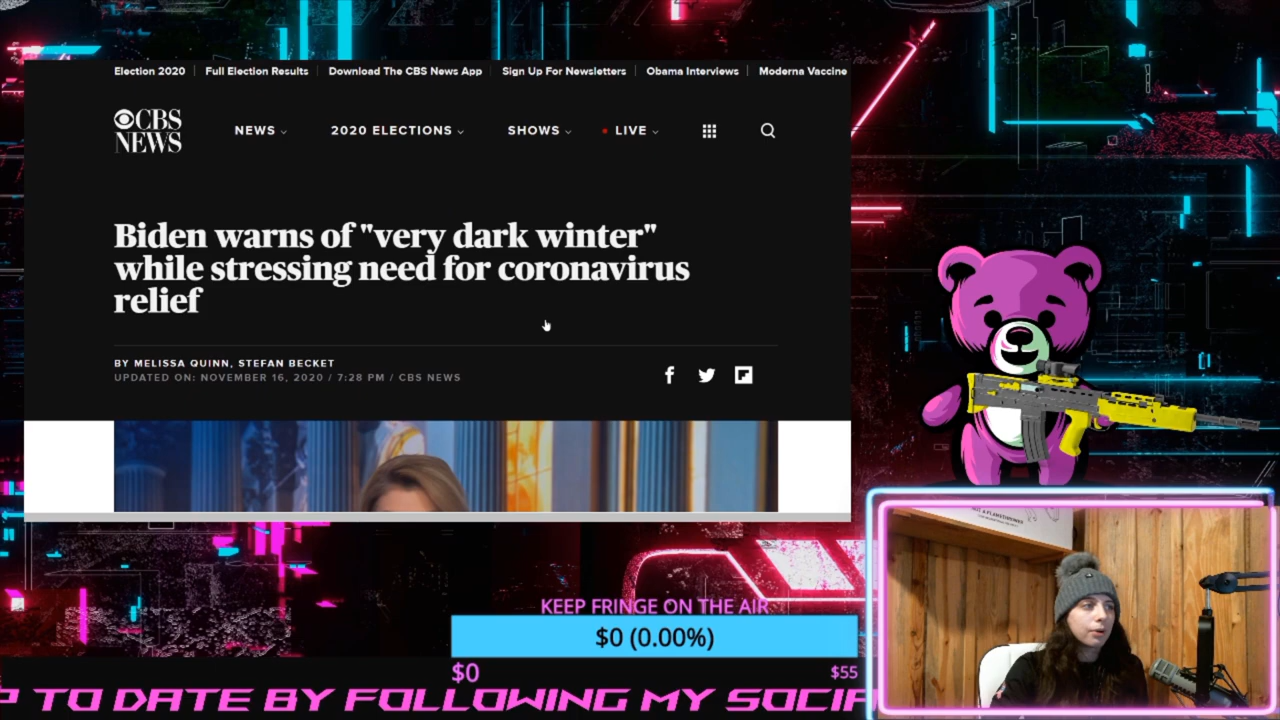 Election 2020 Full Election Results Download The CBS News App Sign Up For Newsletters Obama Interviews Moderna Vaccine
CBS NEWS
NEWS 2020 ELECTIONS SHOWS LIVE
Biden warns of "very dark winter"
while stressing need for coronavirus
relief
BY MELISSA QUINN, STEFAN BECKET
UPDATED ON: NOVEMBER 16, 2020 / 7:28 PM / CBS NEWS
KEEP FRINGE ON THE AIR
$0 (0.00%)
$0 $55
P TO DATE BY FOLLOWING MY SOCIA